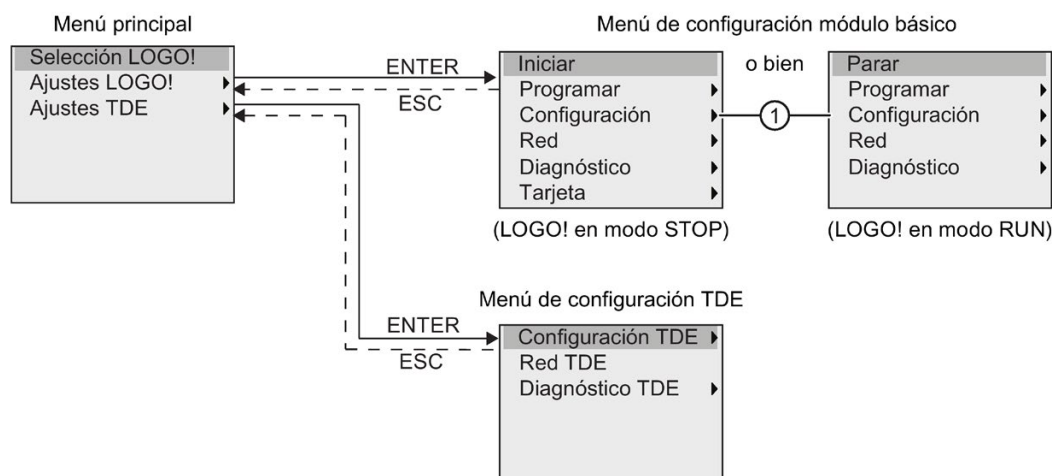 Menú principal
Selección LOGO!
Ajustes LOGO!
Ajustes TDE
ENTER
ESC
Menú de configuración módulo básico
Iniciar
Programar
Configuración
Red
Diagnóstico
Tarjeta
(LOGO! en modo STOP)
o bien
1
Parar
Programar
Configuración
Red
Diagnóstico
(LOGO! en modo RUN)
ENTER
ESC
Menú de configuración TDE
Configuración TDE
Red TDE
Diagnóstico TDE